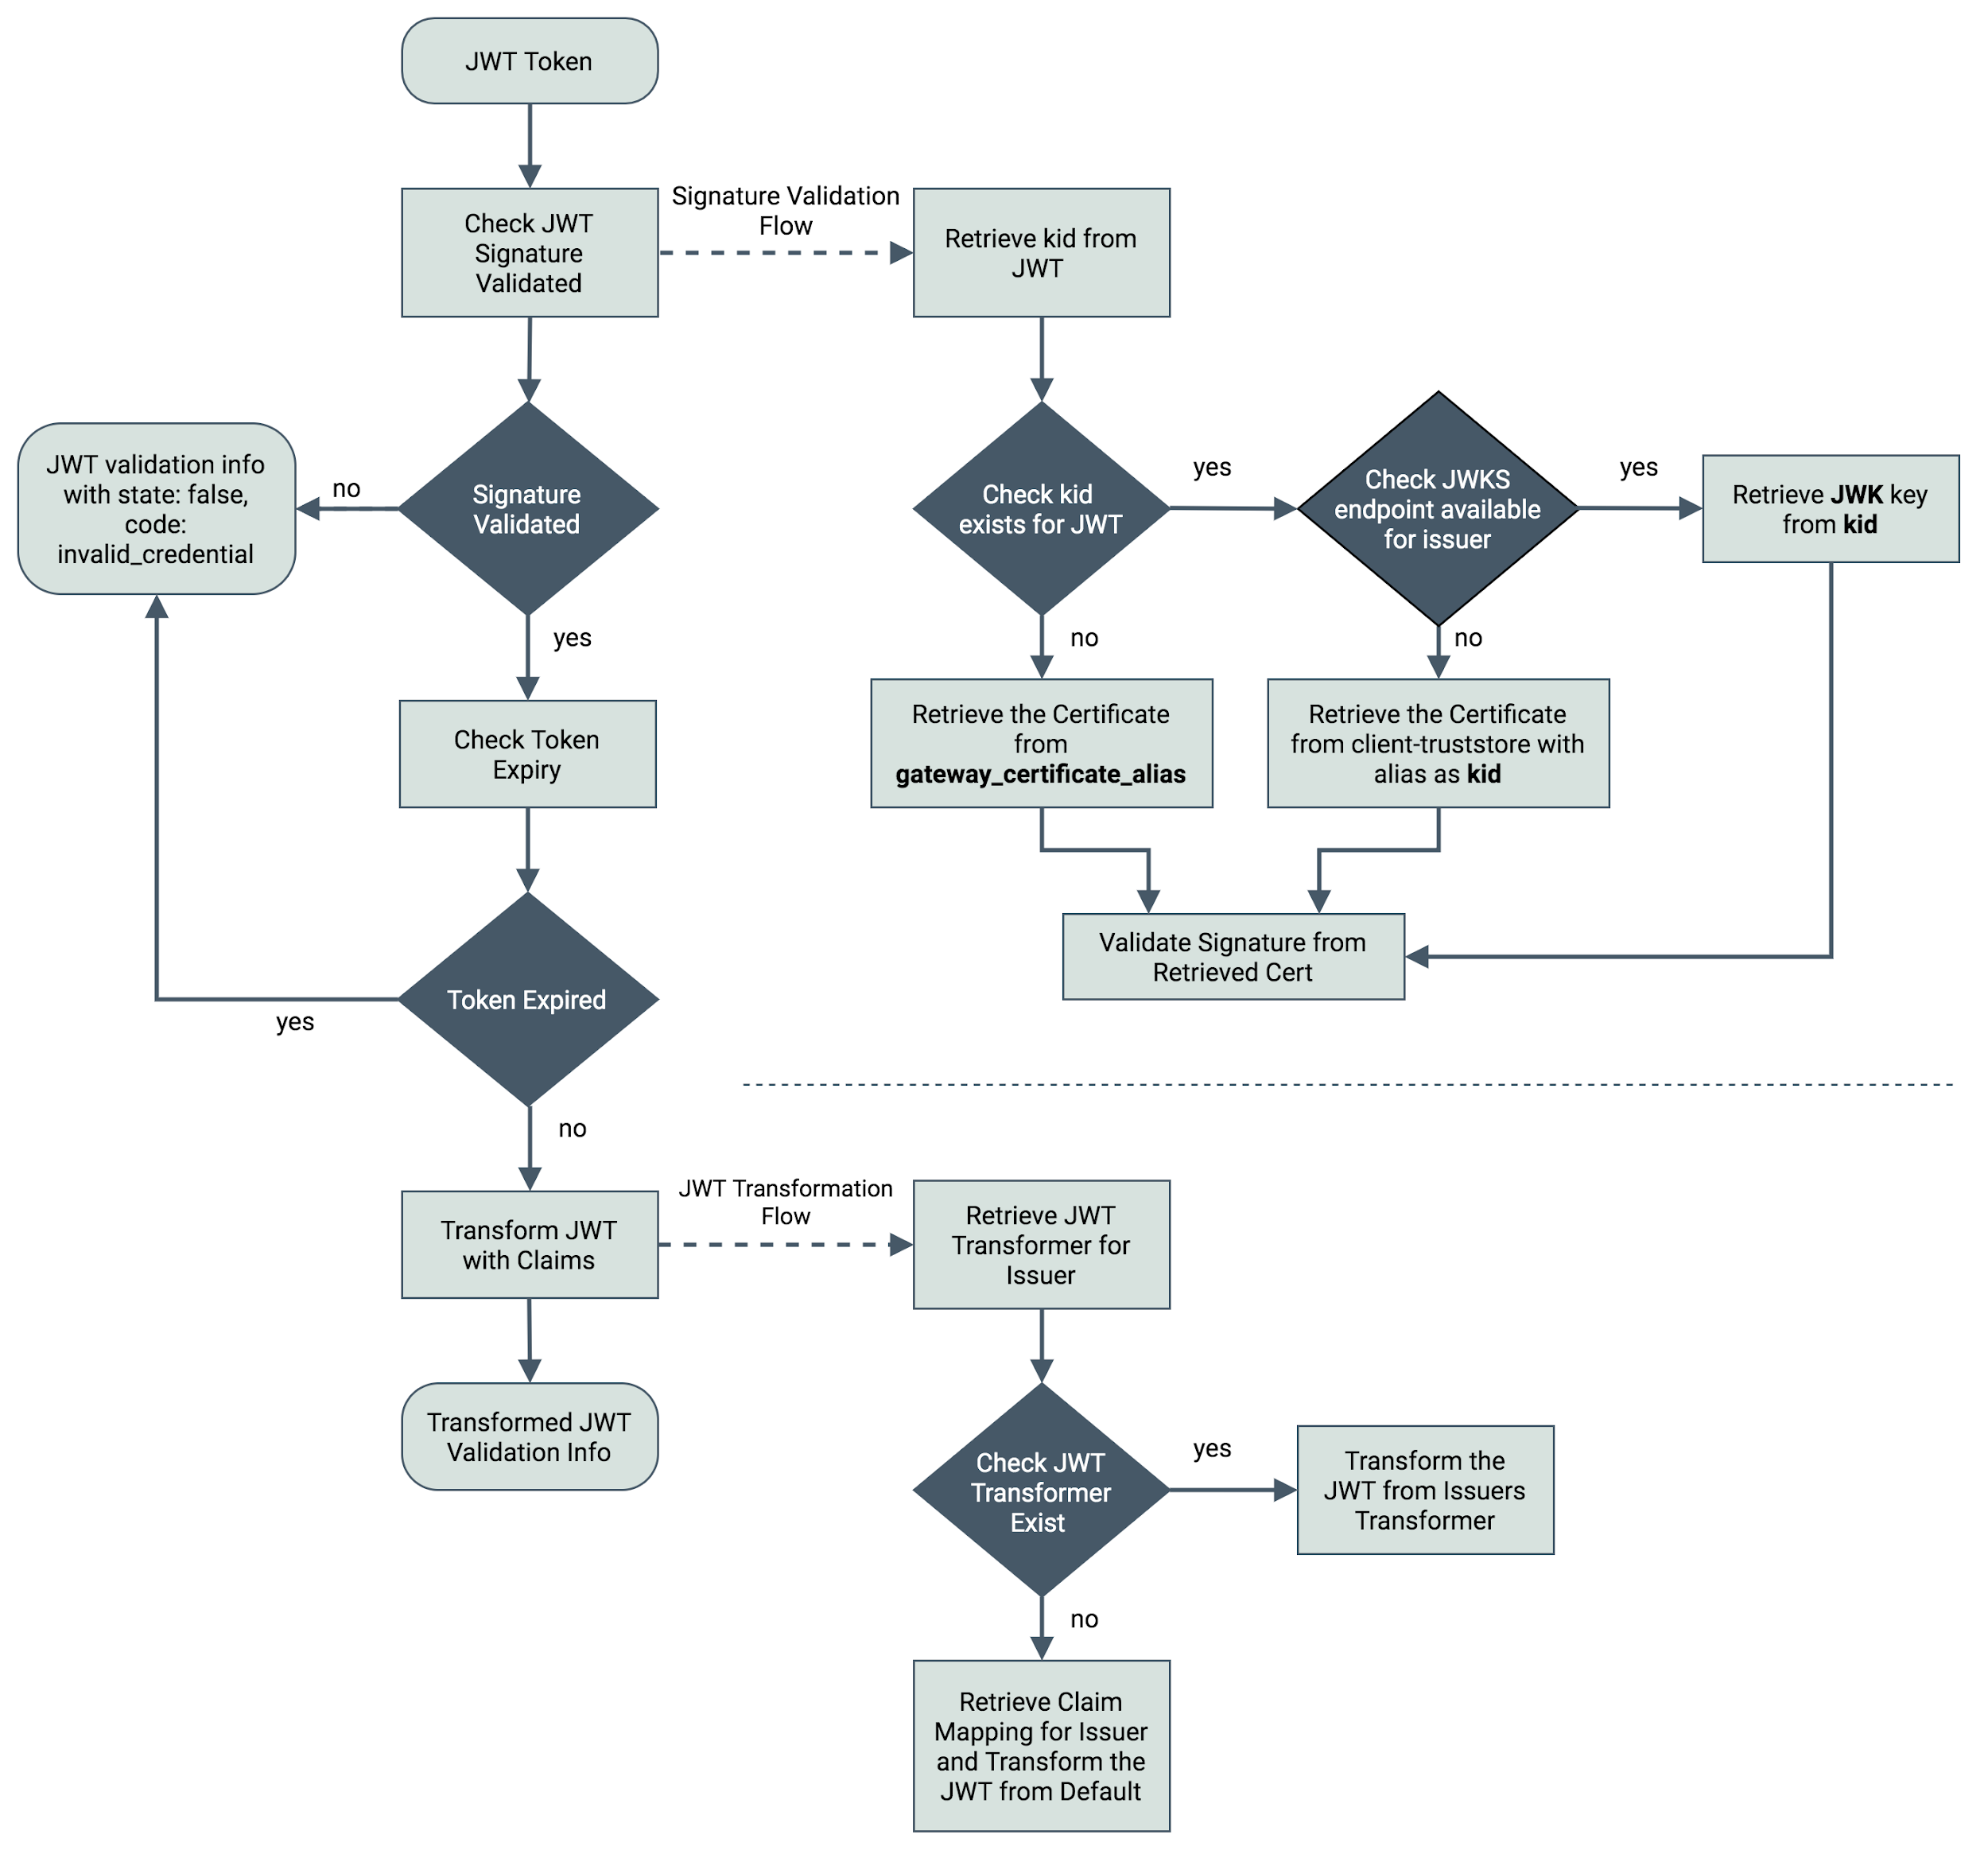 JWT Token
Check JWT
Signature
Validated
Signature Validation
Flow
Retrieve kid from
JWT
JWT validation info
with state: false,
code:
invalid_credential
no
Signature
Validated
yes
Check kid
exists for JWT
yes
Check JWKS
endpoint available
for issuer
yes
Retrieve JWK key
from kid
no
no
Check Token
Expiry
Retrieve the Certificate
from
gateway_certificate_alias
Retrieve the Certificate
from client-truststore with
alias as kid
Validate Signature from
Retrieved Cert
Token Expired
yes
no
Transform JWT
with Claims
JWT Transformation
Flow
Retrieve JWT
Transformer for
Issuer
Transformed JWT
Validation Info
Check JWT
Transformer
Exist
yes
Transform the
JWT from Issuers
Transformer
no
Retrieve Claim
Mapping for Issuer
and Transform the
JWT from Default